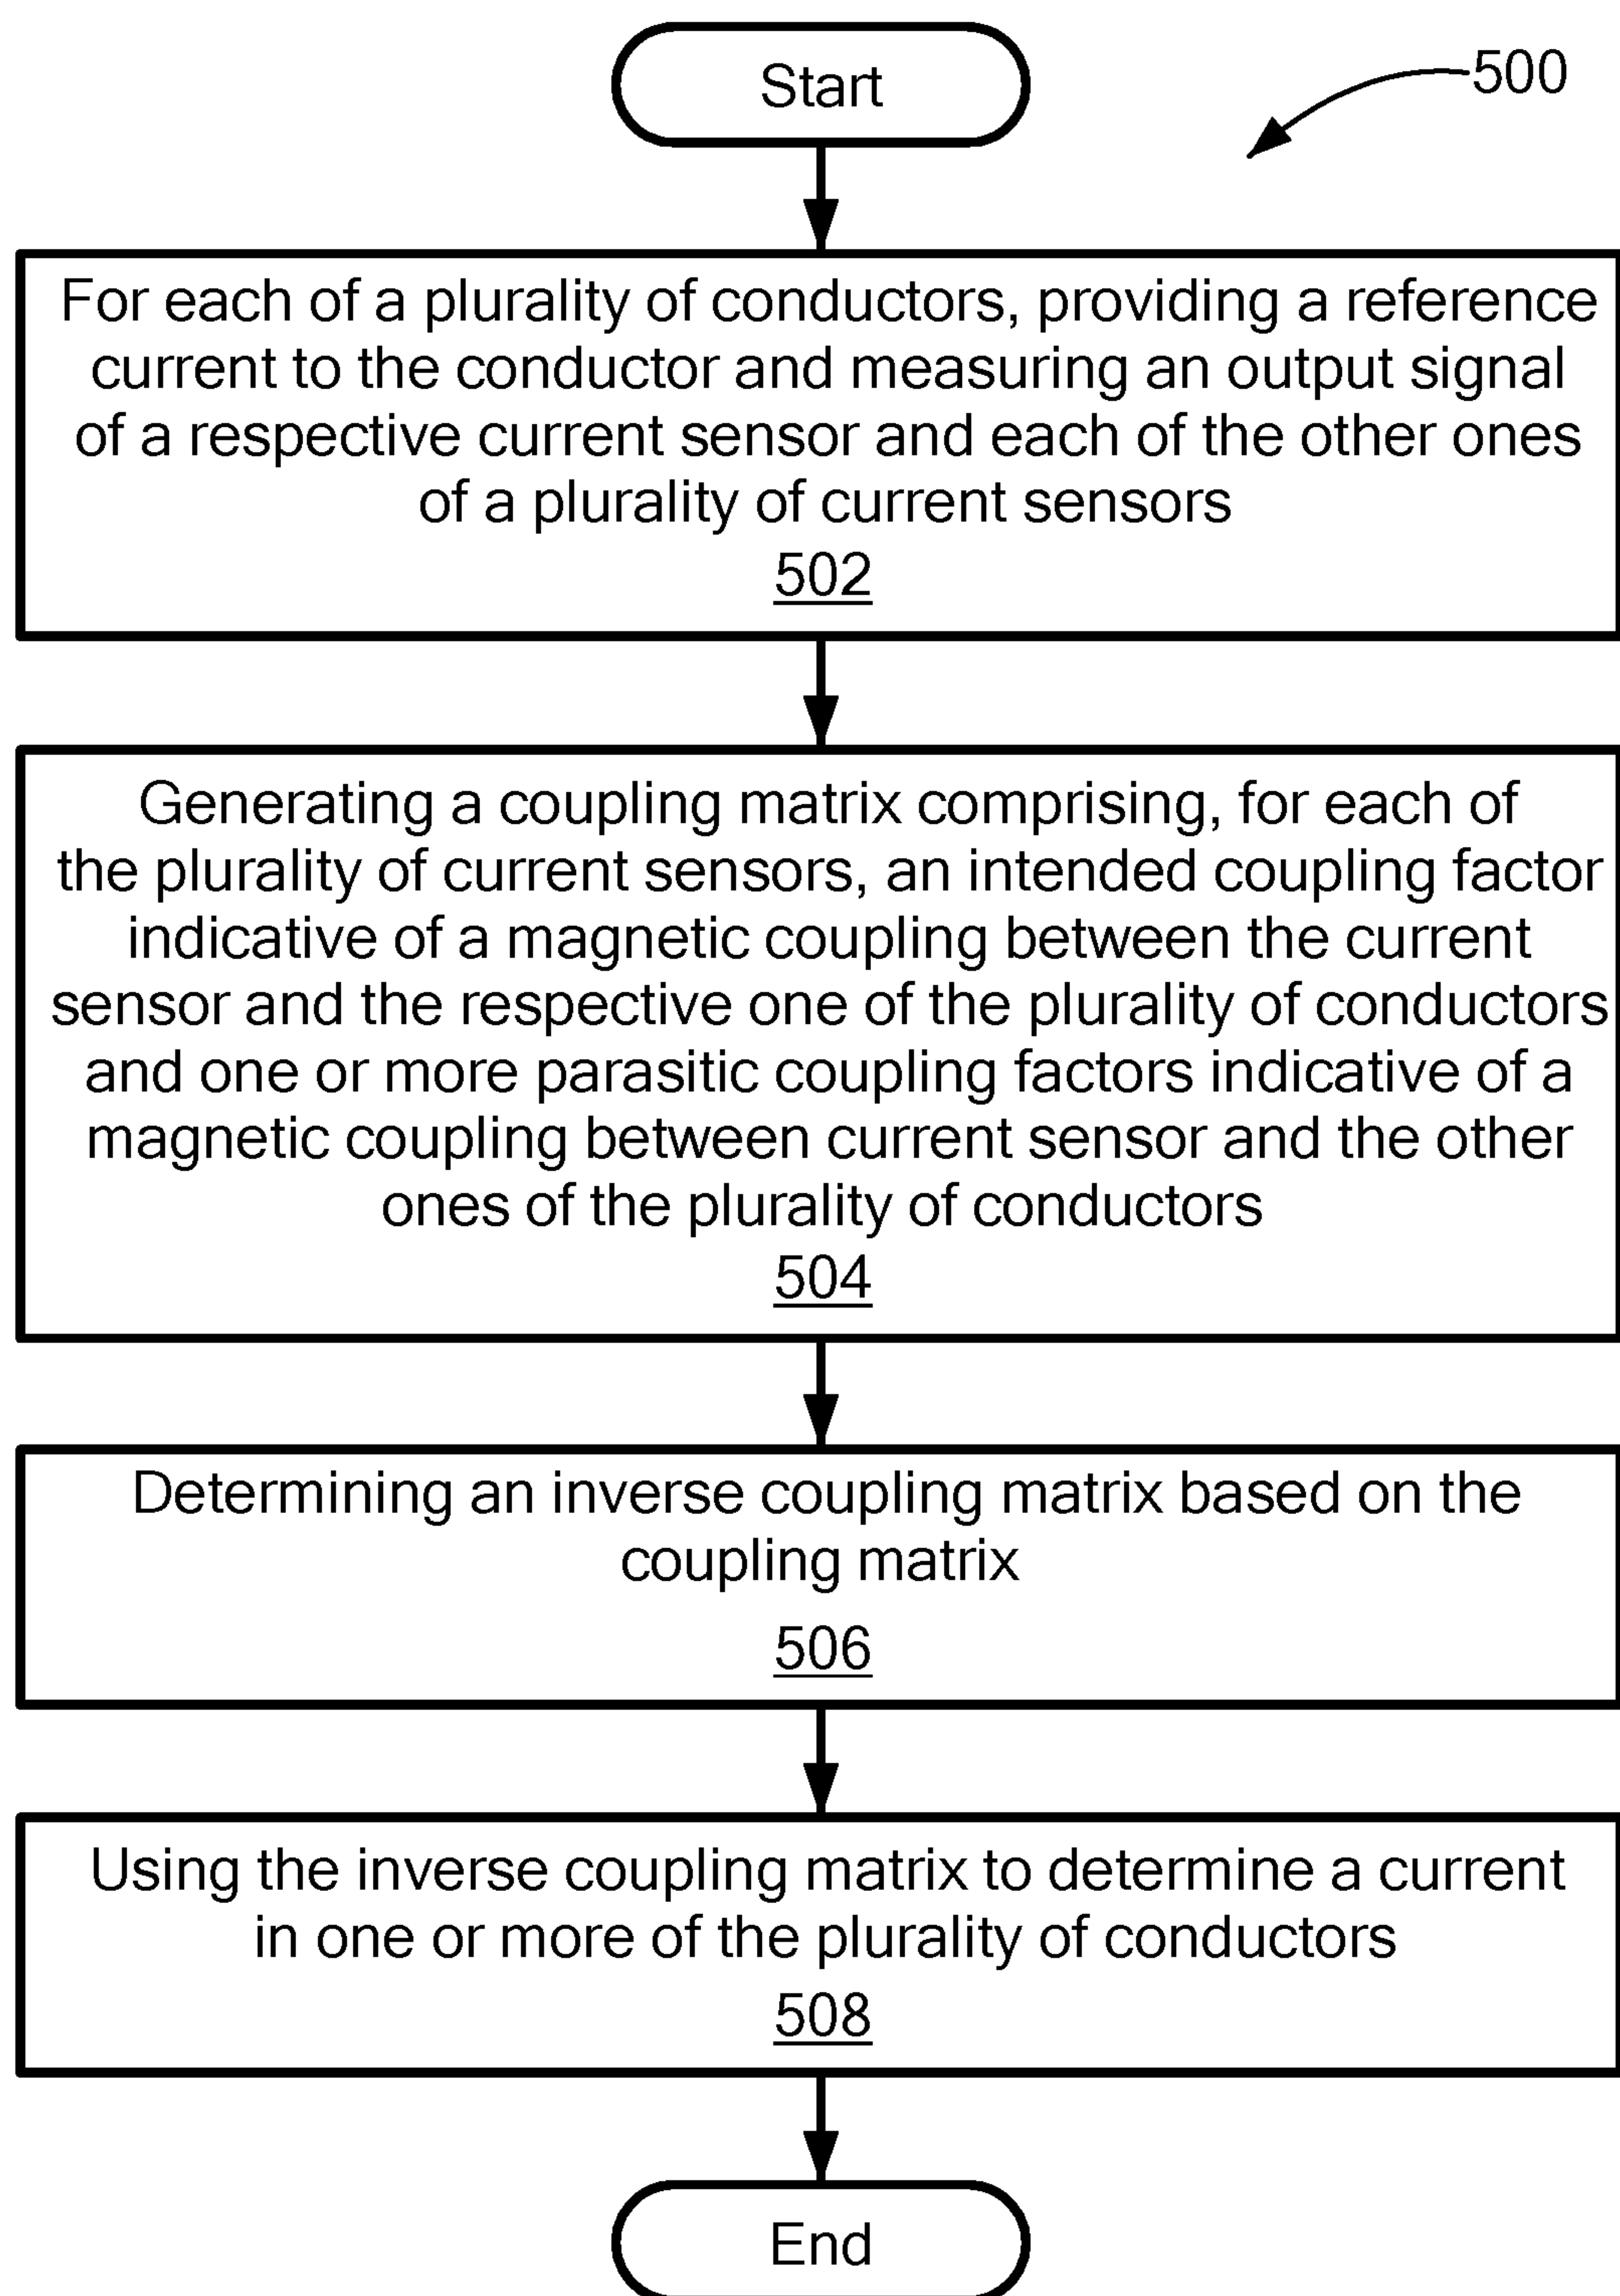 Start
500
For each of a plurality of conductors, providing a reference
current to the conductor and measuring an output signal
of a respective current sensor and each of the other ones
of a plurality of current sensors
502
Generating a coupling matrix comprising, for each of
the plurality of current sensors, an intended coupling factor
indicative of a magnetic coupling between the current
sensor and the respective one of the plurality of conductors
and one or more parasitic coupling factors indicative of a
magnetic coupling between current sensor and the other
ones of the plurality of conductors
504
Determining an inverse coupling matrix based on the
coupling matrix
506
Using the inverse coupling matrix to determine a current
in one or more of the plurality of conductors
508
End